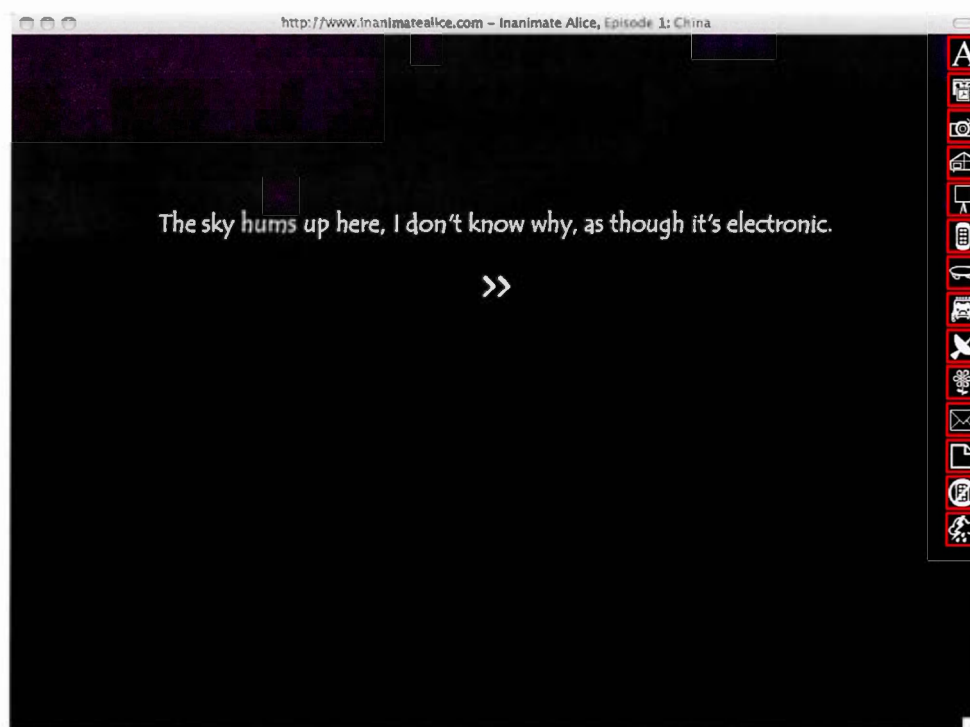 http://www.inanimatealice.com – Inanimate Alice, Episode 1: China
The sky hums up here, I don't know why, as though it's electronic.
>>
A